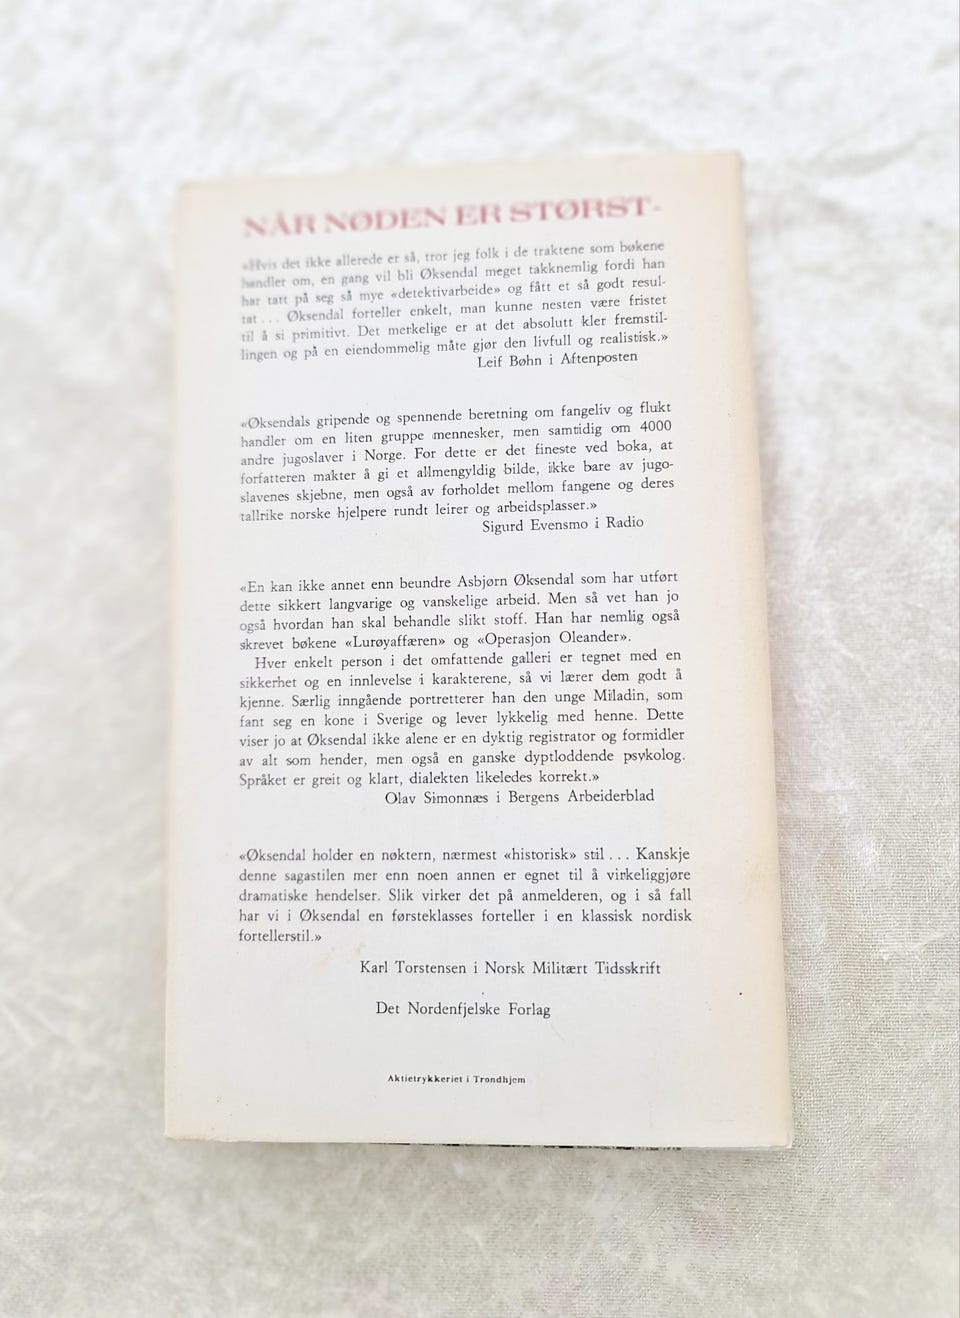 NÅR NØDEN ER STØRST-
«Hvis det ikke allerede er så, tror jeg folk i de traktene som bøkene
handler om, en gang vil bli Øksendal meget takknemlig fordi han
har tatt på seg så mye «detektivarbeide» og fått et så godt resul-
tat . . . Øksendal forteller enkelt, man kunne nesten være fristet
til å si primitivt. Det merkelige er at det absolutt kler fremstil-
lingen og på en eiendommelig måte gjør den livfull og realistisk.»
Leif Bøhn i Aftenposten
«Øksendals gripende og spennende beretning om fangeliv og flukt
handler om en liten gruppe mennesker, men samtidig om 4000
andre jugoslaver i Norge. For dette er det fineste ved boka, at
forfatteren makter å gi et allmengyldig bilde, ikke bare av jugo-
slavenes skjebne, men også av forholdet mellom fangene og deres
tallrike norske hjelpere rundt leirer og arbeidsplasser.»
Sigurd Evensmo i Radio
«En kan ikke annet enn beundre Asbjørn Øksendal som har utført
dette sikkert langvarige og vanskelige arbeid. Men så vet han jo
også hvordan han skal behandle slikt stoff. Han har nemlig også
skrevet bøkene «Lurøyaffæren» og «Operasjon Oleander».
Hver enkelt person i det omfattende galleri er tegnet med en
sikkerhet og en innlevelse i karakterene, så vi lærer dem godt å
kjenne. Særlig inngående portretterer han den unge Miladin, som
fant seg en kone i Sverige og lever lykkelig med henne. Dette
viser jo at Øksendal ikke alene er en dyktig registrator og formidler
av alt som hender, men også en ganske dyptloddende psykolog.
Språket er greit og klart, dialekten likeledes korrekt.»
Olav Simonnæs i Bergens Arbeiderblad
«Øksendal holder en nøktern, nærmest «historisk» stil . . . Kanskje
denne sagastilen mer enn noen annen er egnet til å virkeliggjøre
dramatiske hendelser. Slik virker det på anmelderen, og i så fall
har vi i Øksendal en førsteklasses forteller i en klassisk nordisk
fortellerstil.»
Karl Torstensen i Norsk Militært Tidsskrift
Det Nordenfjelske Forlag
Aktietrykkeriet i Trondhjem